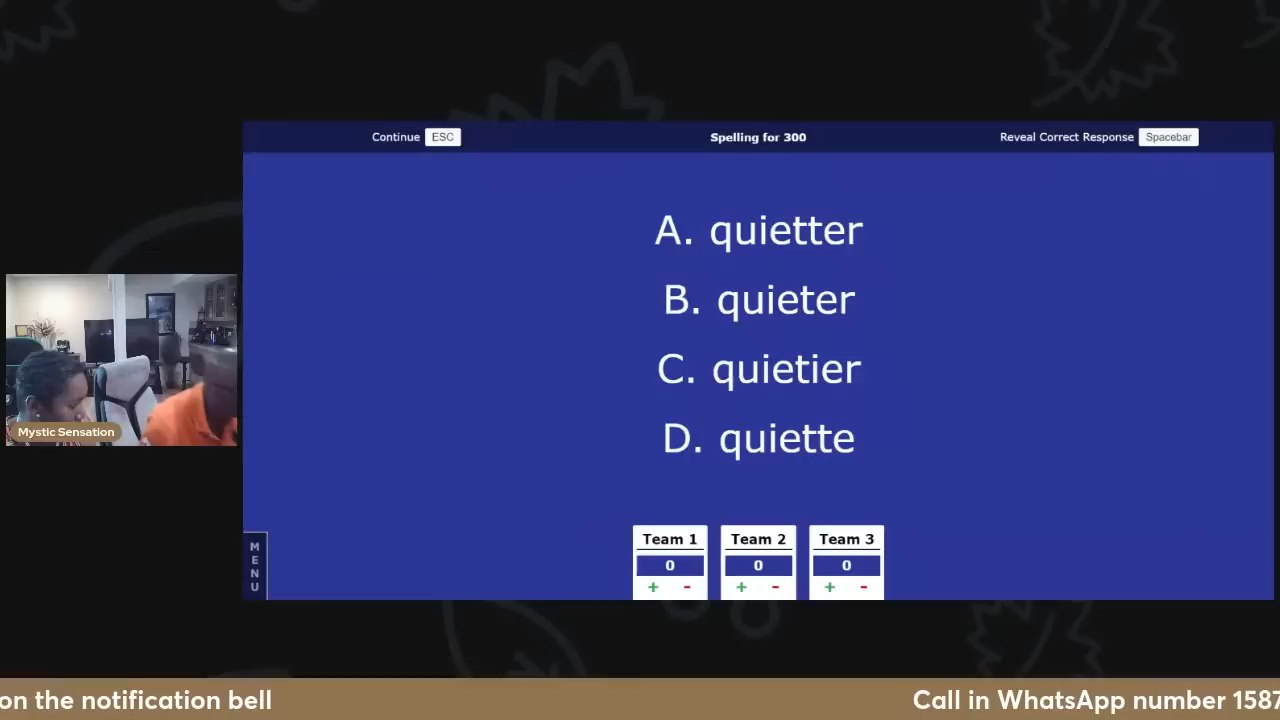 Continue ESC Spelling for 300 Reveal Correct Response Spacebar
A. quietter
B. quieter
C. quietier
D. quiette
Mystic Sensation
MENU
Team 1 Team 2 Team 3
0 0 0
+ - + - + -
on the notification bell Call in WhatsApp number 1587